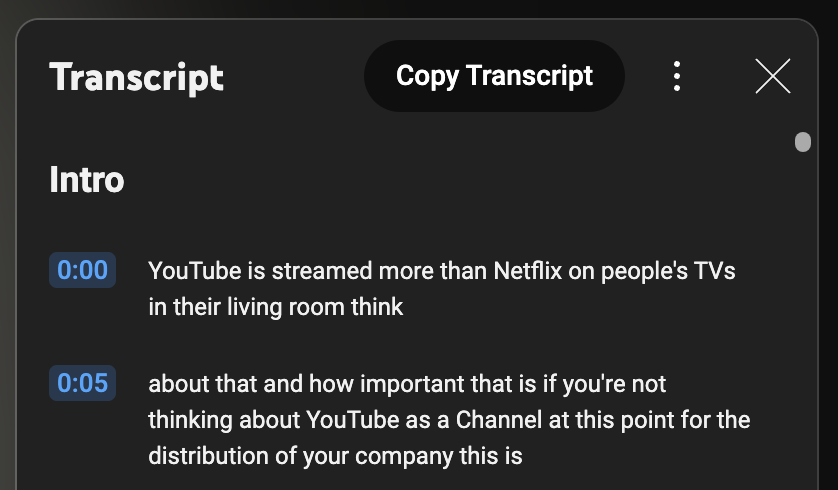 Transcript
Copy Transcript
Intro
0:00
YouTube is streamed more than Netflix on people's TVs
in their living room think
0:05
about that and how important that is if you're not
thinking about YouTube as a Channel at this point for the
distribution of your company this is